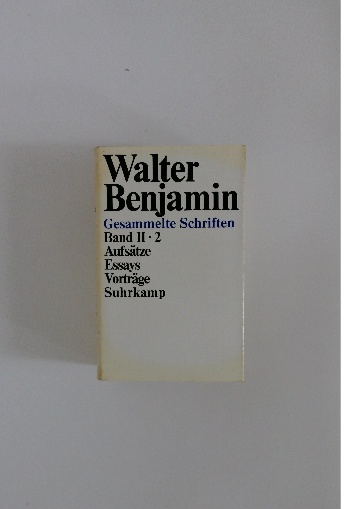 Walter
Benjamin
Gesammelte Schriften
Band II · 2
Aufsätze
Essays
Vorträge
Suhrkamp